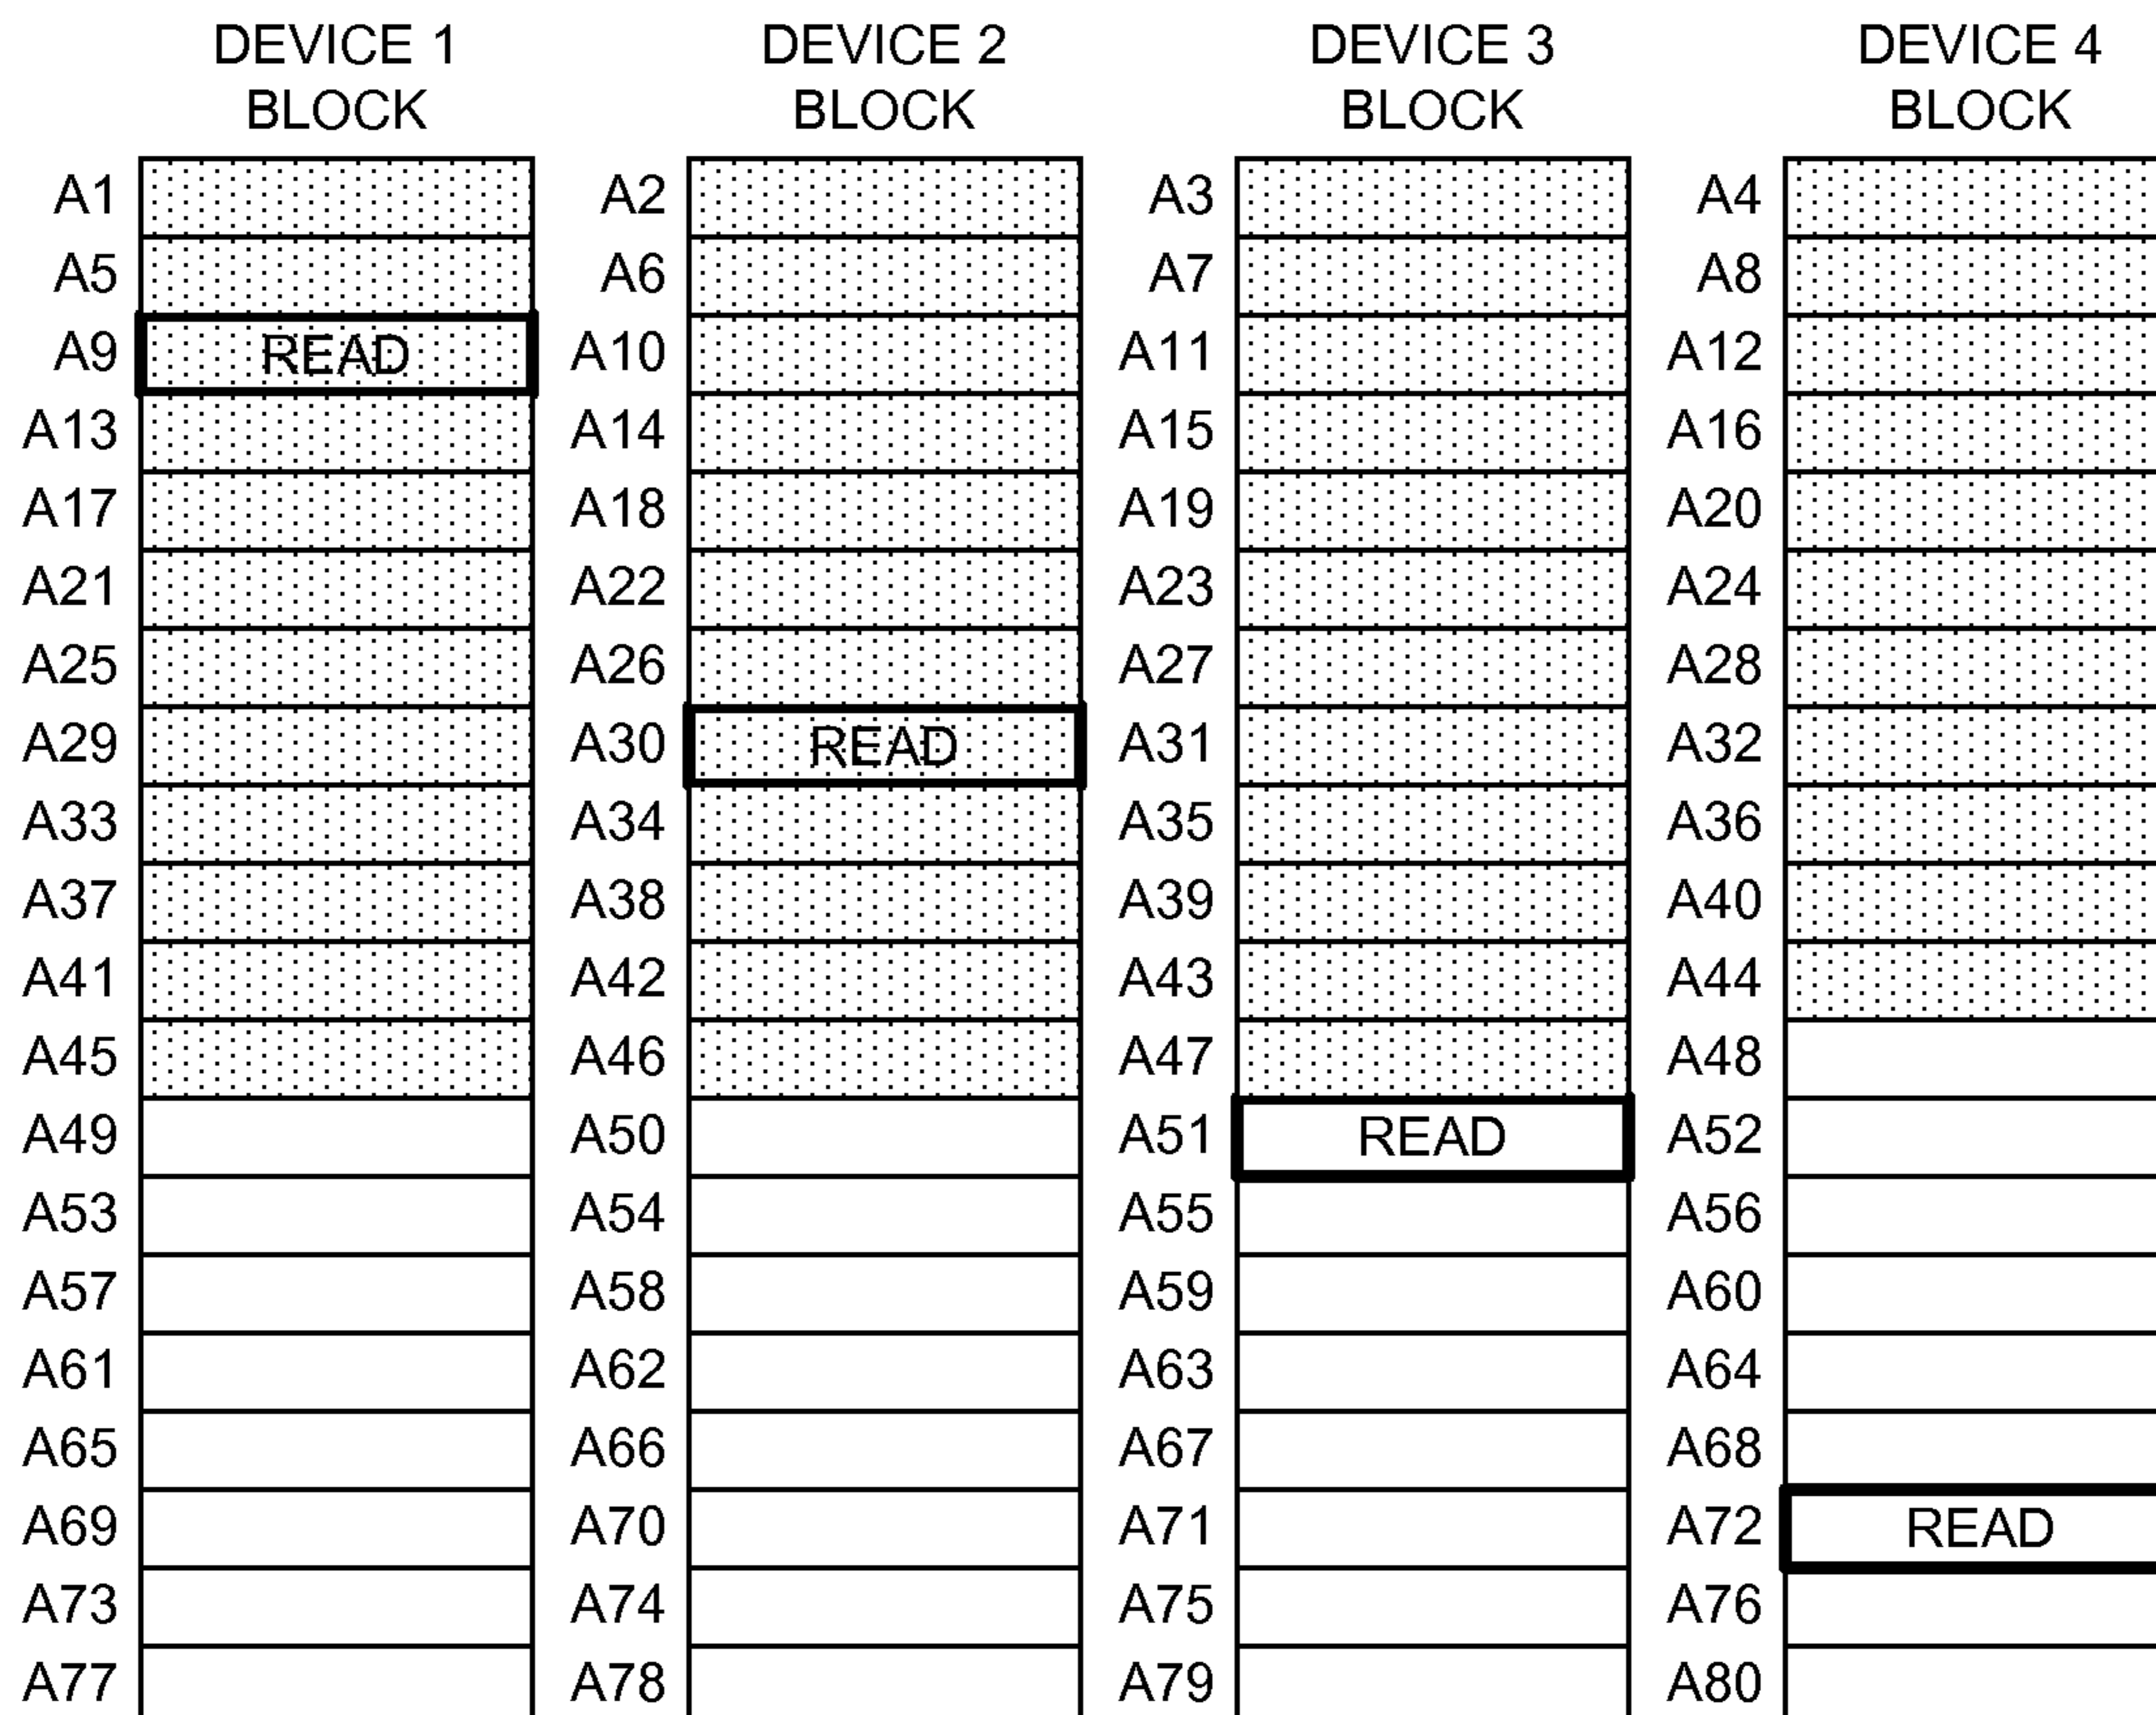 DEVICE 1 DEVICE 2 DEVICE 3 DEVICE 4
BLOCK BLOCK BLOCK BLOCK
A1 A2 A3 A4
A5 A6 A7 A8
A9 READ A10 A11 A12
A13 A14 A15 A16
A17 A18 A19 A20
A21 A22 A23 A24
A25 A26 A27 A28
A29 A30 READ A31 A32
A33 A34 A35 A36
A37 A38 A39 A40
A41 A42 A43 A44
A45 A46 A47 A48
A49 A50 A51 READ A52
A53 A54 A55 A56
A57 A58 A59 A60
A61 A62 A63 A64
A65 A66 A67 A68
A69 A70 A71 A72 READ
A73 A74 A75 A76
A77 A78 A79 A80